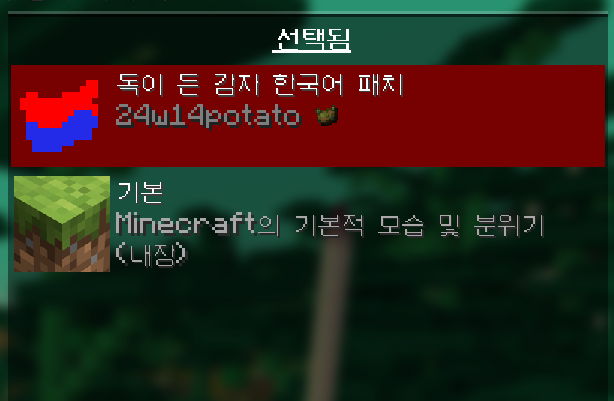 선택됨
독이 든 감자 한국어 패치
24w14potato
기본
Minecraft의 기본적 모습 및 분위기
(내장)